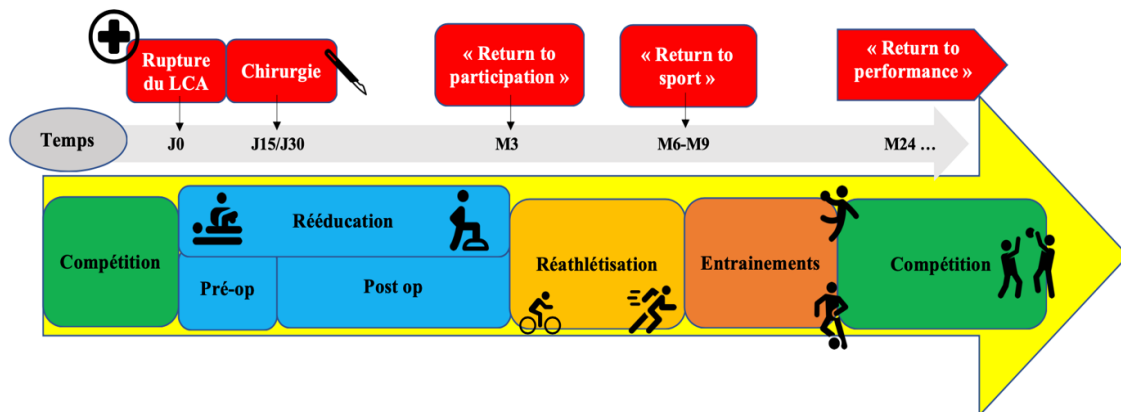 Rupture
du LCA
Chirurgie
« Return to
participation »
« Return to
sport »
« Return to
performance »
Temps
J0
J15/J30
M3
M6-M9
M24 ...
Compétition
Rééducation
Pré-op
Post op
Réathlétisation
Entrainements
Compétition